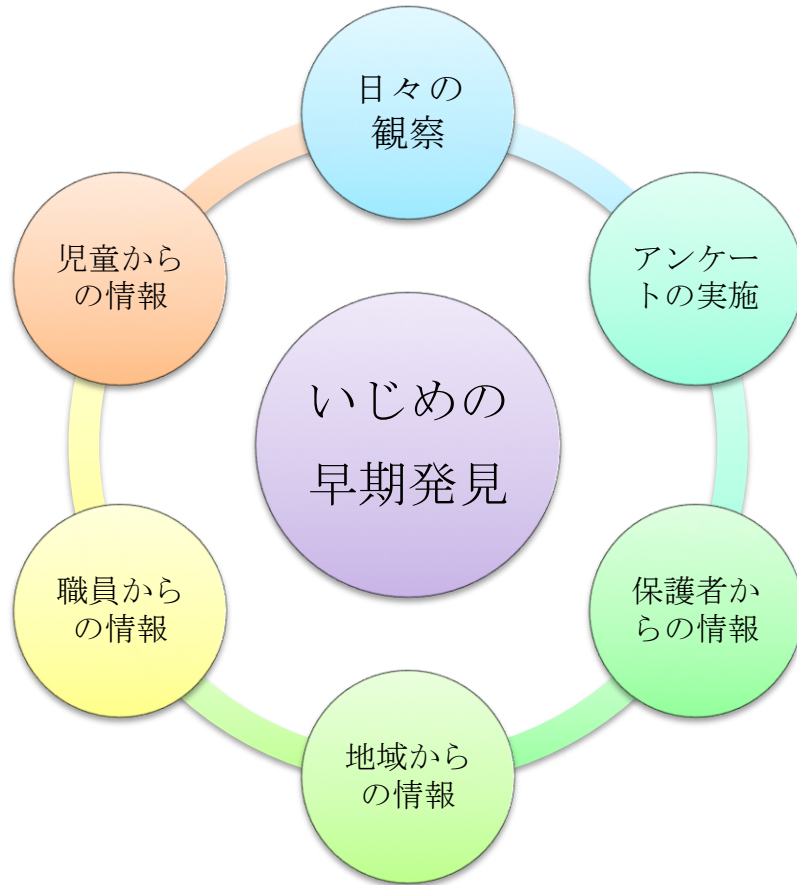 日々の
観察
アンケー
トの実施
保護者か
らの情報
地域から
の情報
職員から
の情報
児童から
の情報
いじめの
早期発見